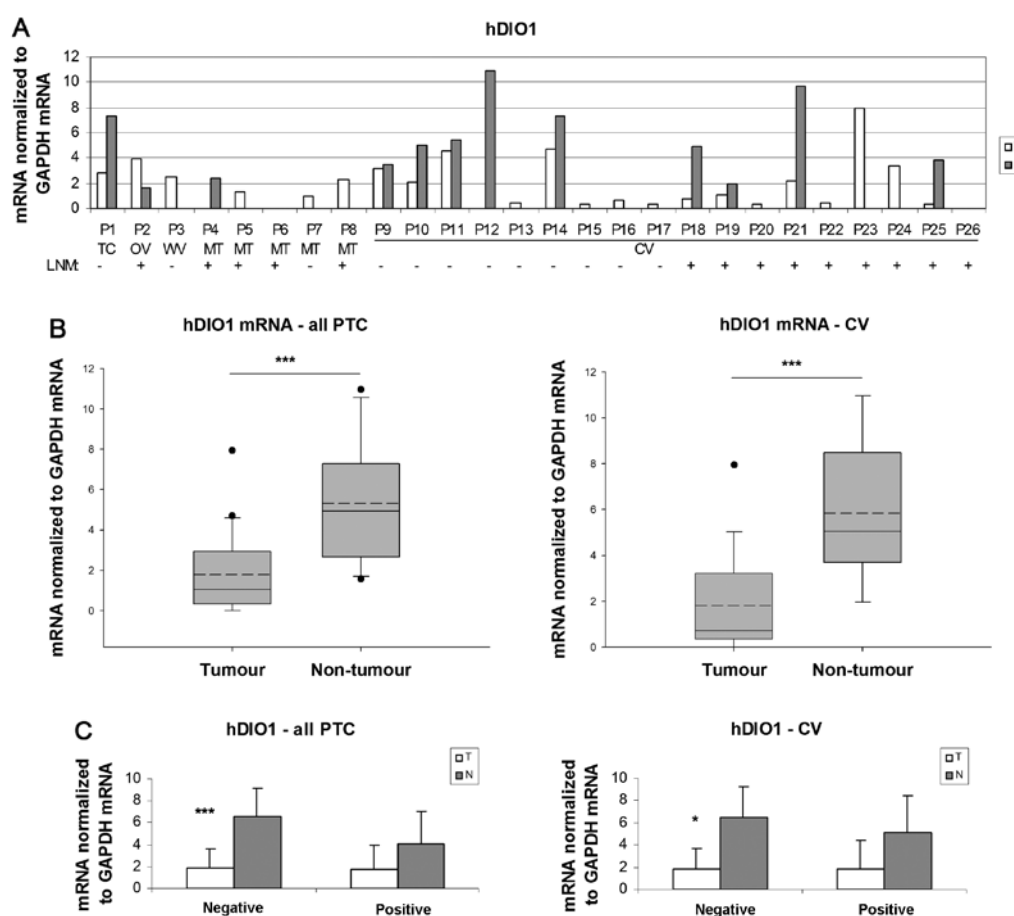 A
hDIO1
mRNA normalized to
GAPDH mRNA
12
10
8
6
4
2
0
P1 P2 P3 P4 P5 P6 P7 P8 P9 P10 P11 P12 P13 P14 P15 P16 P17 P18 P19 P20 P21 P22 P23 P24 P25 P26
TC OV WV MT MT MT MT MT CV
LNM: - + - + + + - + - - - - - - - - - + + + + + + + + +
B
hDIO1 mRNA - all PTC
***
mRNA normalized to GAPDH mRNA
12
10
8
6
4
2
0
Tumour Non-tumour
hDIO1 mRNA - CV
***
mRNA normalized to GAPDH mRNA
12
10
8
6
4
2
0
Tumour Non-tumour
C
hDIO1 - all PTC
T
N
mRNA normalized
to GAPDH mRNA
10
8
6
4
2
0
***
Negative Positive
hDIO1 - CV
T
N
mRNA normalized
to GAPDH mRNA
10
8
6
4
2
0
*
Negative Positive